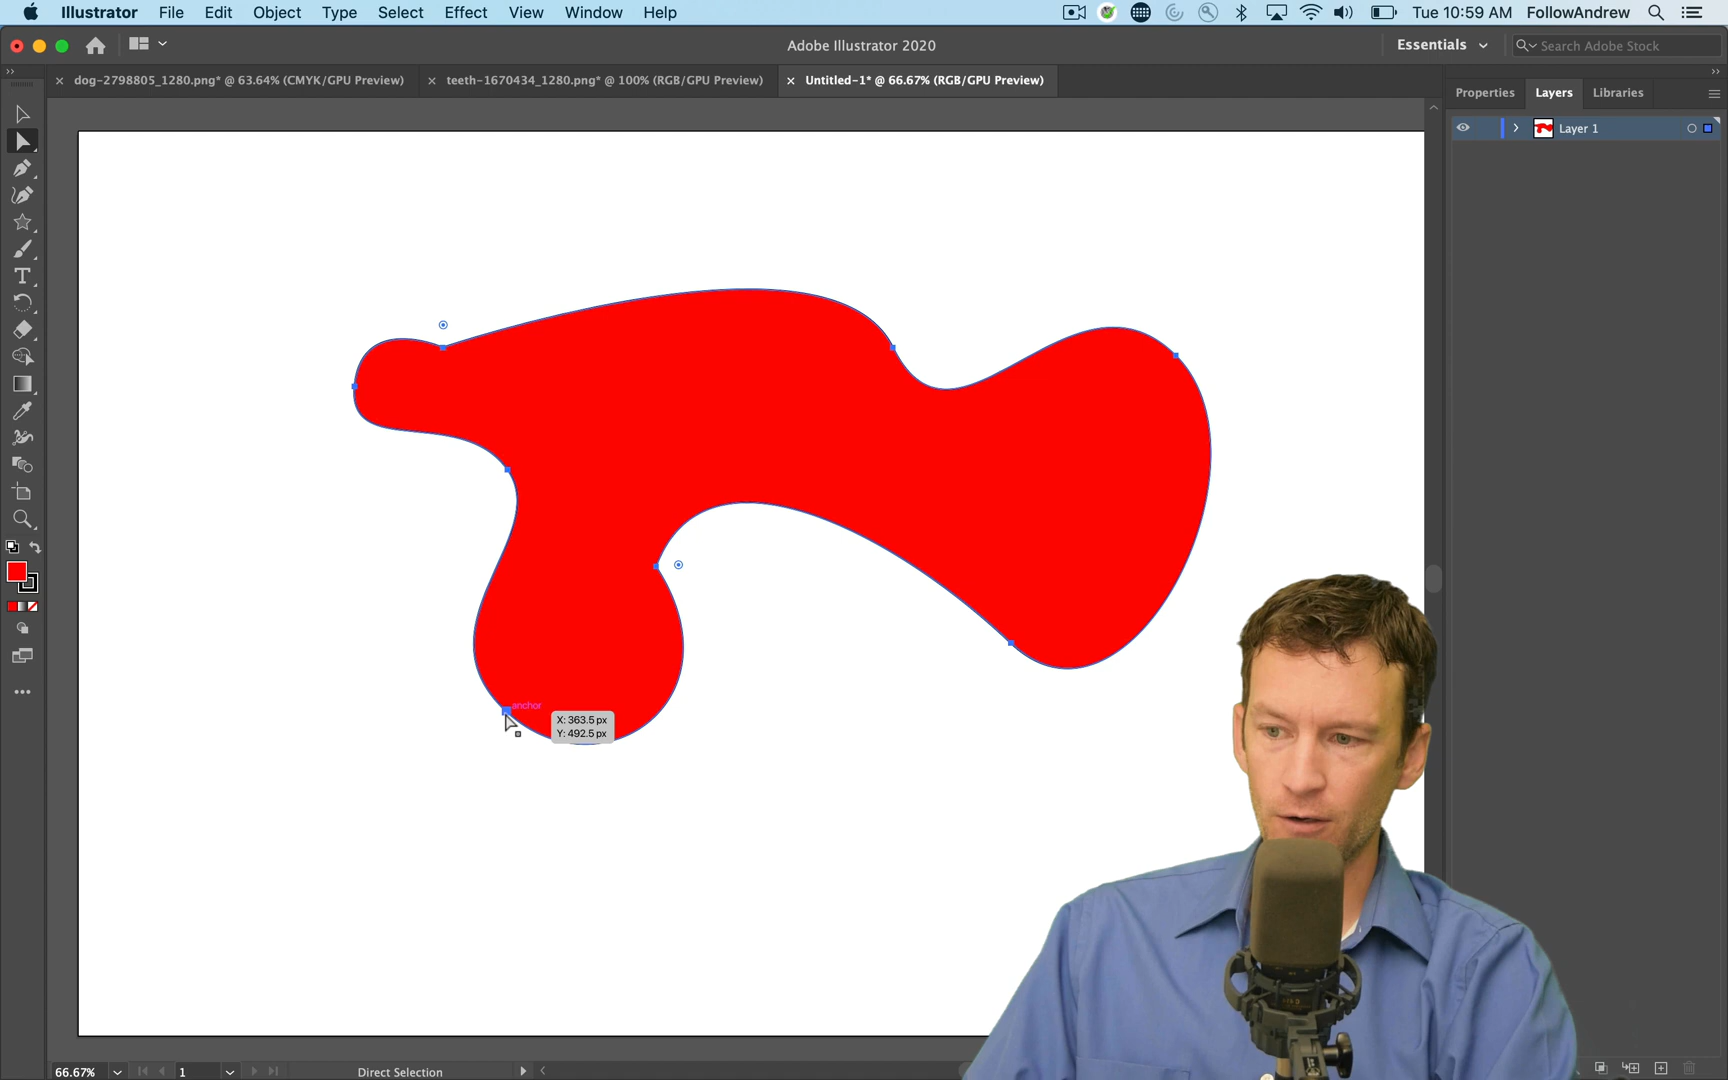 Illustrator File Edit Object Type Select Effect View Window Help Tue 10:59 AM FollowAndrew
Adobe Illustrator 2020 Essentials Search Adobe Stock
dog-2798805_1280.png* @ 63.64% (CMYK/GPU Preview) teeth-1670434_1280.png* @ 100% (RGB/GPU Preview) Untitled-1* @ 66.67% (RGB/GPU Preview)
Properties Layers Libraries
Layer 1
anchor
X: 363.5 px
Y: 492.5 px
66.67% 1 Direct Selection